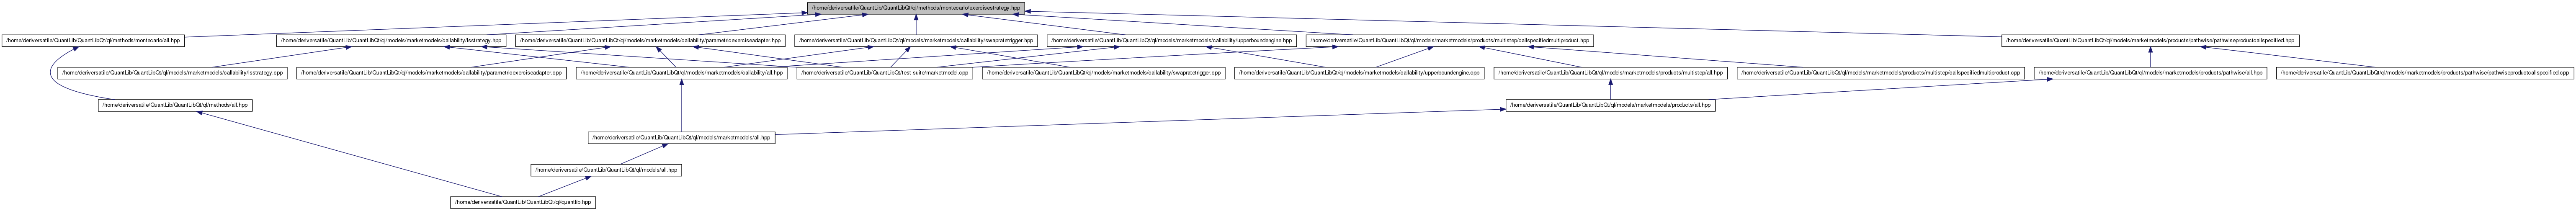 /home/deriversatile/QuantLib/QuantLibQt/ql/methods/montecarlo/exercisestrategy.hpp
/home/deriversatile/QuantLib/QuantLibQt/ql/methods/montecarlo/all.hpp
/home/deriversatile/QuantLib/QuantLibQt/ql/models/marketmodels/callability/lsstrategy.hpp
/home/deriversatile/QuantLib/QuantLibQt/ql/models/marketmodels/callability/parametricexerciseadapter.hpp
/home/deriversatile/QuantLib/QuantLibQt/ql/models/marketmodels/callability/swapratetrigger.hpp
/home/deriversatile/QuantLib/QuantLibQt/ql/models/marketmodels/callability/upperboundengine.hpp
/home/deriversatile/QuantLib/QuantLibQt/ql/models/marketmodels/products/multistep/callspecifiedmultiproduct.hpp
/home/deriversatile/QuantLib/QuantLibQt/ql/models/marketmodels/products/pathwise/pathwiseproductcallspecified.hpp
/home/deriversatile/QuantLib/QuantLibQt/ql/models/marketmodels/callability/lsstrategy.cpp
/home/deriversatile/QuantLib/QuantLibQt/ql/models/marketmodels/callability/parametricexerciseadapter.cpp
/home/deriversatile/QuantLib/QuantLibQt/ql/models/marketmodels/callability/all.hpp
/home/deriversatile/QuantLib/QuantLibQt/test-suite/marketmodel.cpp
/home/deriversatile/QuantLib/QuantLibQt/ql/models/marketmodels/callability/swapratetrigger.cpp
/home/deriversatile/QuantLib/QuantLibQt/ql/models/marketmodels/callability/upperboundengine.cpp
/home/deriversatile/QuantLib/QuantLibQt/ql/models/marketmodels/products/multistep/all.hpp
/home/deriversatile/QuantLib/QuantLibQt/ql/models/marketmodels/products/multistep/callspecifiedmultiproduct.cpp
/home/deriversatile/QuantLib/QuantLibQt/ql/models/marketmodels/products/pathwise/all.hpp
/home/deriversatile/QuantLib/QuantLibQt/ql/models/marketmodels/products/pathwise/pathwiseproductcallspecified.cpp
/home/deriversatile/QuantLib/QuantLibQt/ql/methods/all.hpp
/home/deriversatile/QuantLib/QuantLibQt/ql/models/marketmodels/products/all.hpp
/home/deriversatile/QuantLib/QuantLibQt/ql/models/marketmodels/all.hpp
/home/deriversatile/QuantLib/QuantLibQt/ql/models/all.hpp
/home/deriversatile/QuantLib/QuantLibQt/ql/quantlib.hpp